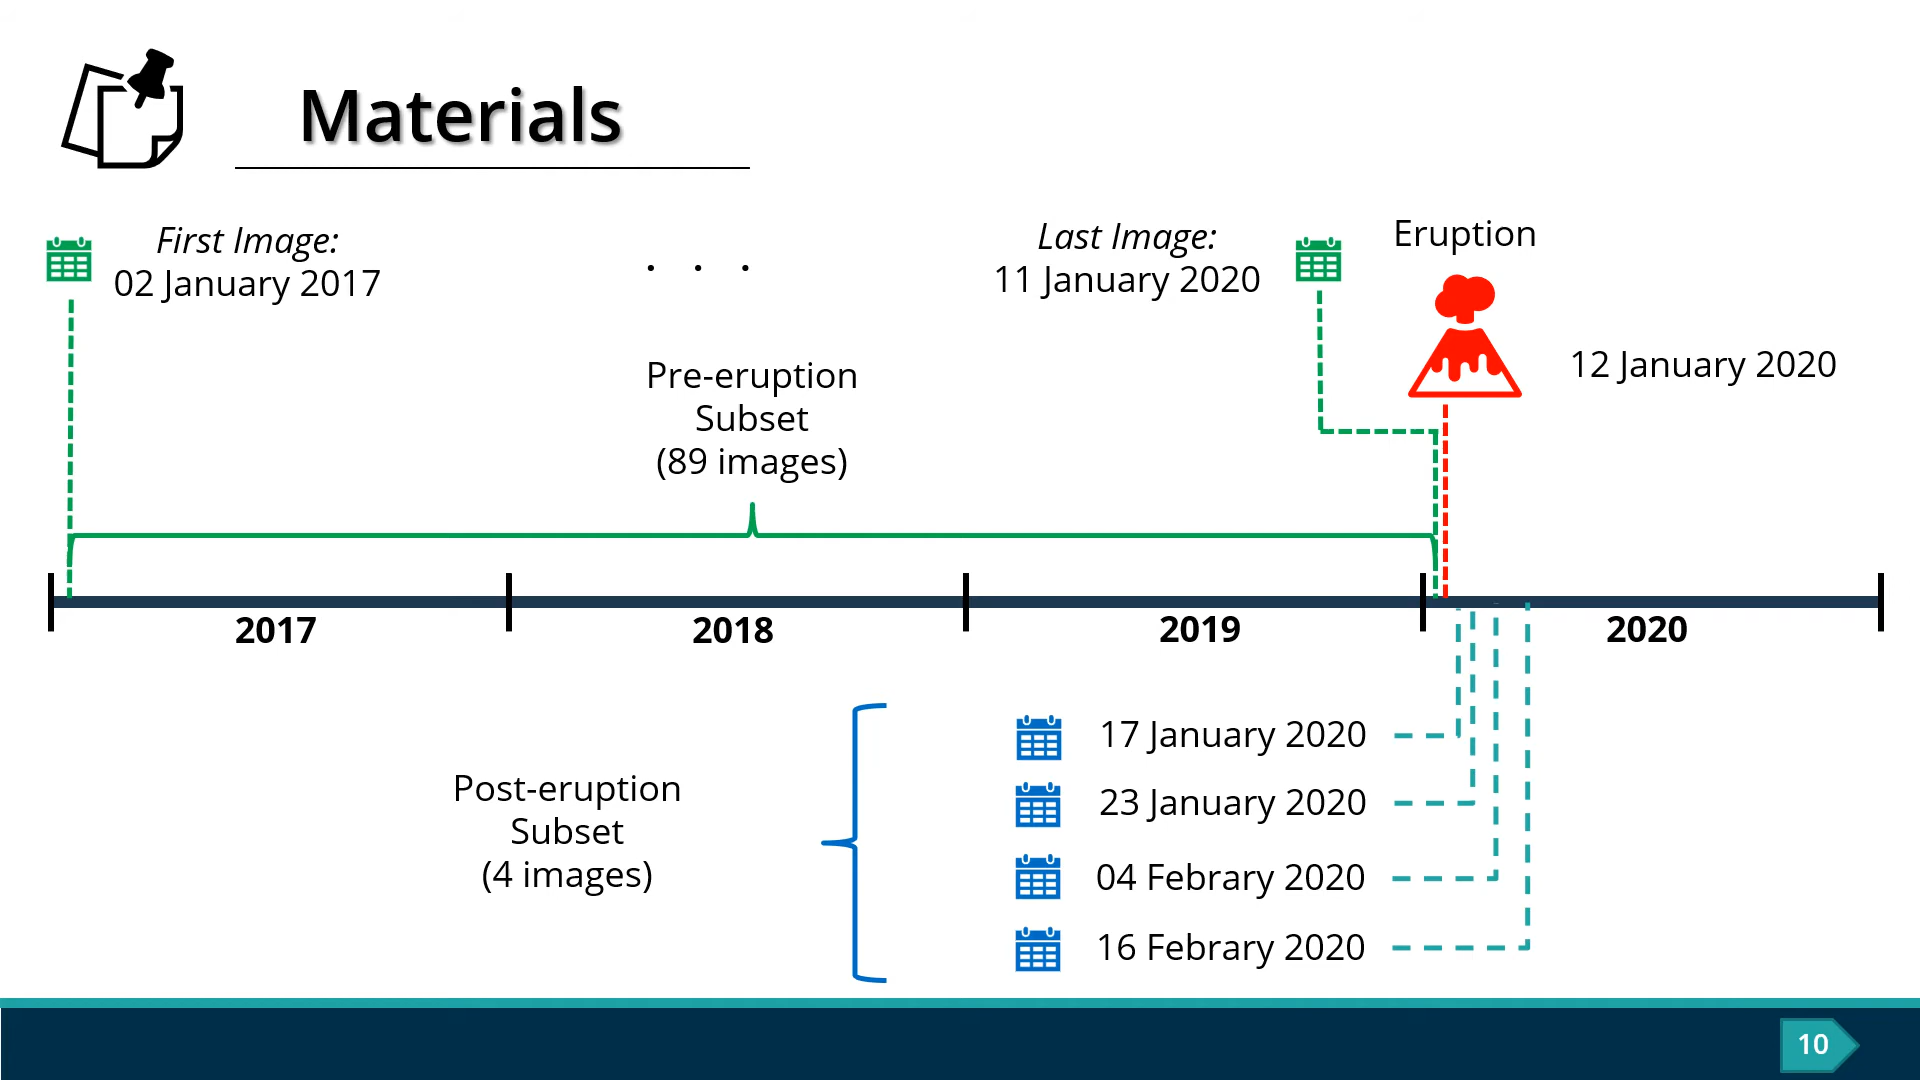 Materials
First Image:
02 January 2017
. . .
Last Image:
11 January 2020
Eruption
12 January 2020
Pre-eruption
Subset
(89 images)
2017
2018
2019
2020
Post-eruption
Subset
(4 images)
17 January 2020
23 January 2020
04 Febrary 2020
16 Febrary 2020
10